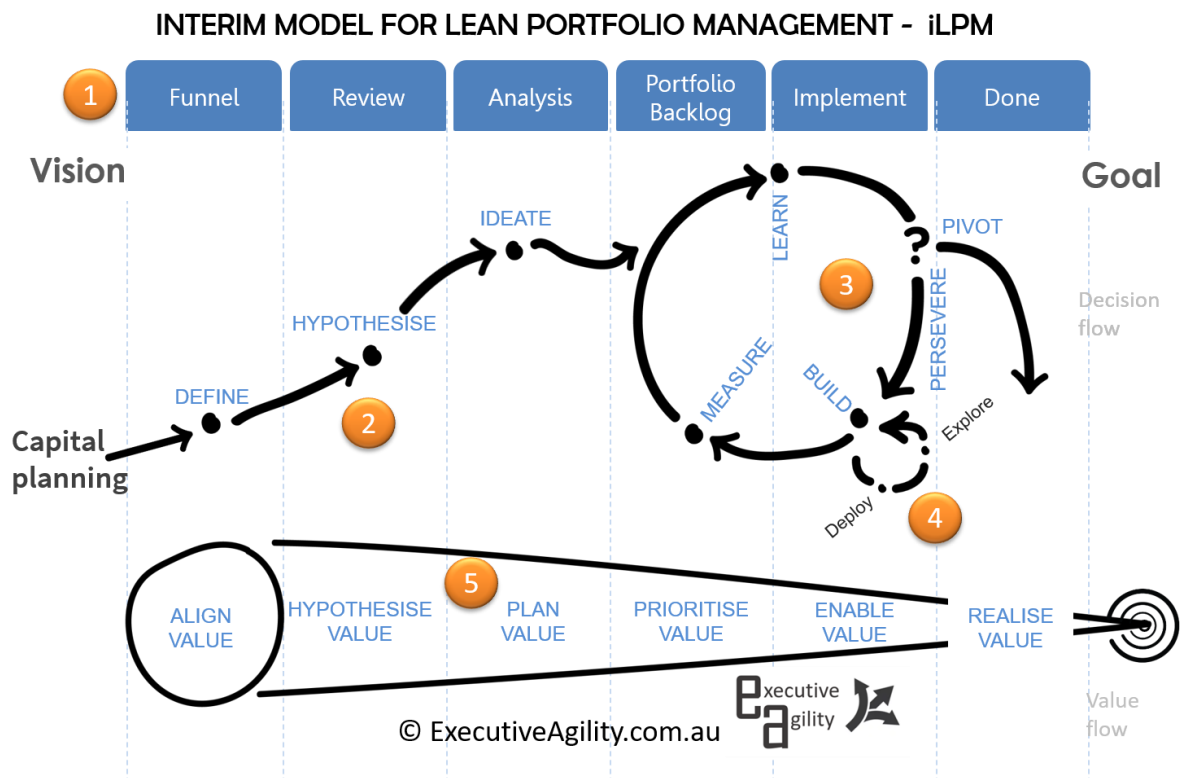 INTERIM MODEL FOR LEAN PORTFOLIO MANAGEMENT - iLPM
1
Funnel
Review
Analysis
Portfolio
Backlog
Implement
Done
Vision
Goal
IDEATE
LEARN
?
PIVOT
3
HYPOTHESISE
PERSEVERE
Decision
flow
DEFINE
2
MEASURE
BUILD
Explore
Capital
planning
Deploy
4
5
ALIGN
VALUE
HYPOTHESISE
VALUE
PLAN
VALUE
PRIORITISE
VALUE
ENABLE
VALUE
REALISE
VALUE
executive
agility
Value
flow
© ExecutiveAgility.com.au